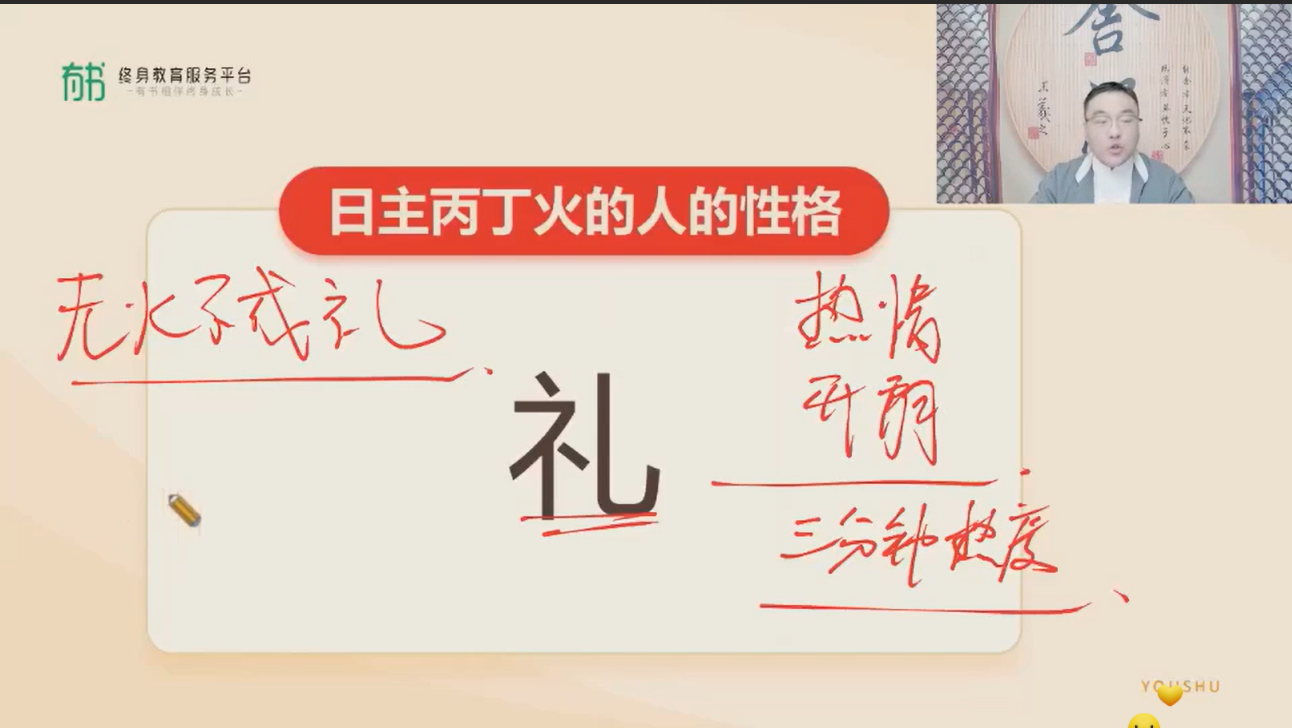 有书 终身教育服务平台
-有书相伴终身成长-
日主丙丁火的人的性格
无火不成礼
热情
开朗
礼
三分钟热度
YOUSHU